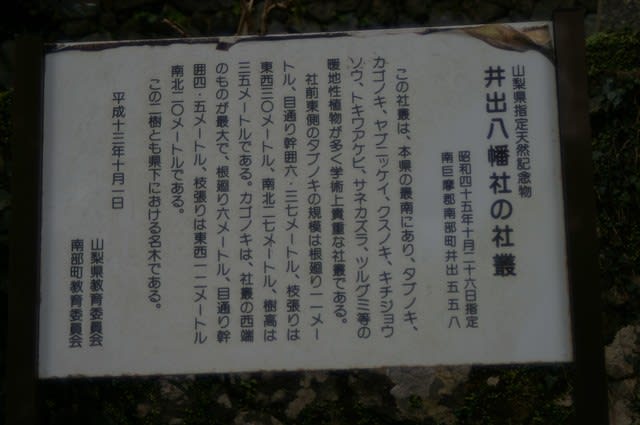 山梨県指定天然記念物
井出八幡社の社叢
昭和四十五年十月二十六日指定
南巨摩郡南部町井出五五八
この社叢は、本県の最南にあり、タブノキ、
カゴノキ、ヤブニッケイ、クスノキ、キチジョウ
ソウ、トキワアケビ、サネカズラ、ツルグミ等の
暖地性植物が多く学術上貴重な社叢である。
社前東側のタブノキの規模は根廻り一一メー
トル、目通り幹囲六・三七メートル、枝張りは
東西三〇メートル、南北二七メートル、樹高は
三五メートルである。カゴノキは、社叢の西端
のものが最大で、根廻り六メートル、目通り幹
囲四・五メートル、枝張りは東西一二メートル
南北二〇メートルである。
この二樹とも県下における名木である。
平成十三年十月一日
山梨県教育委員会
南部町教育委員会